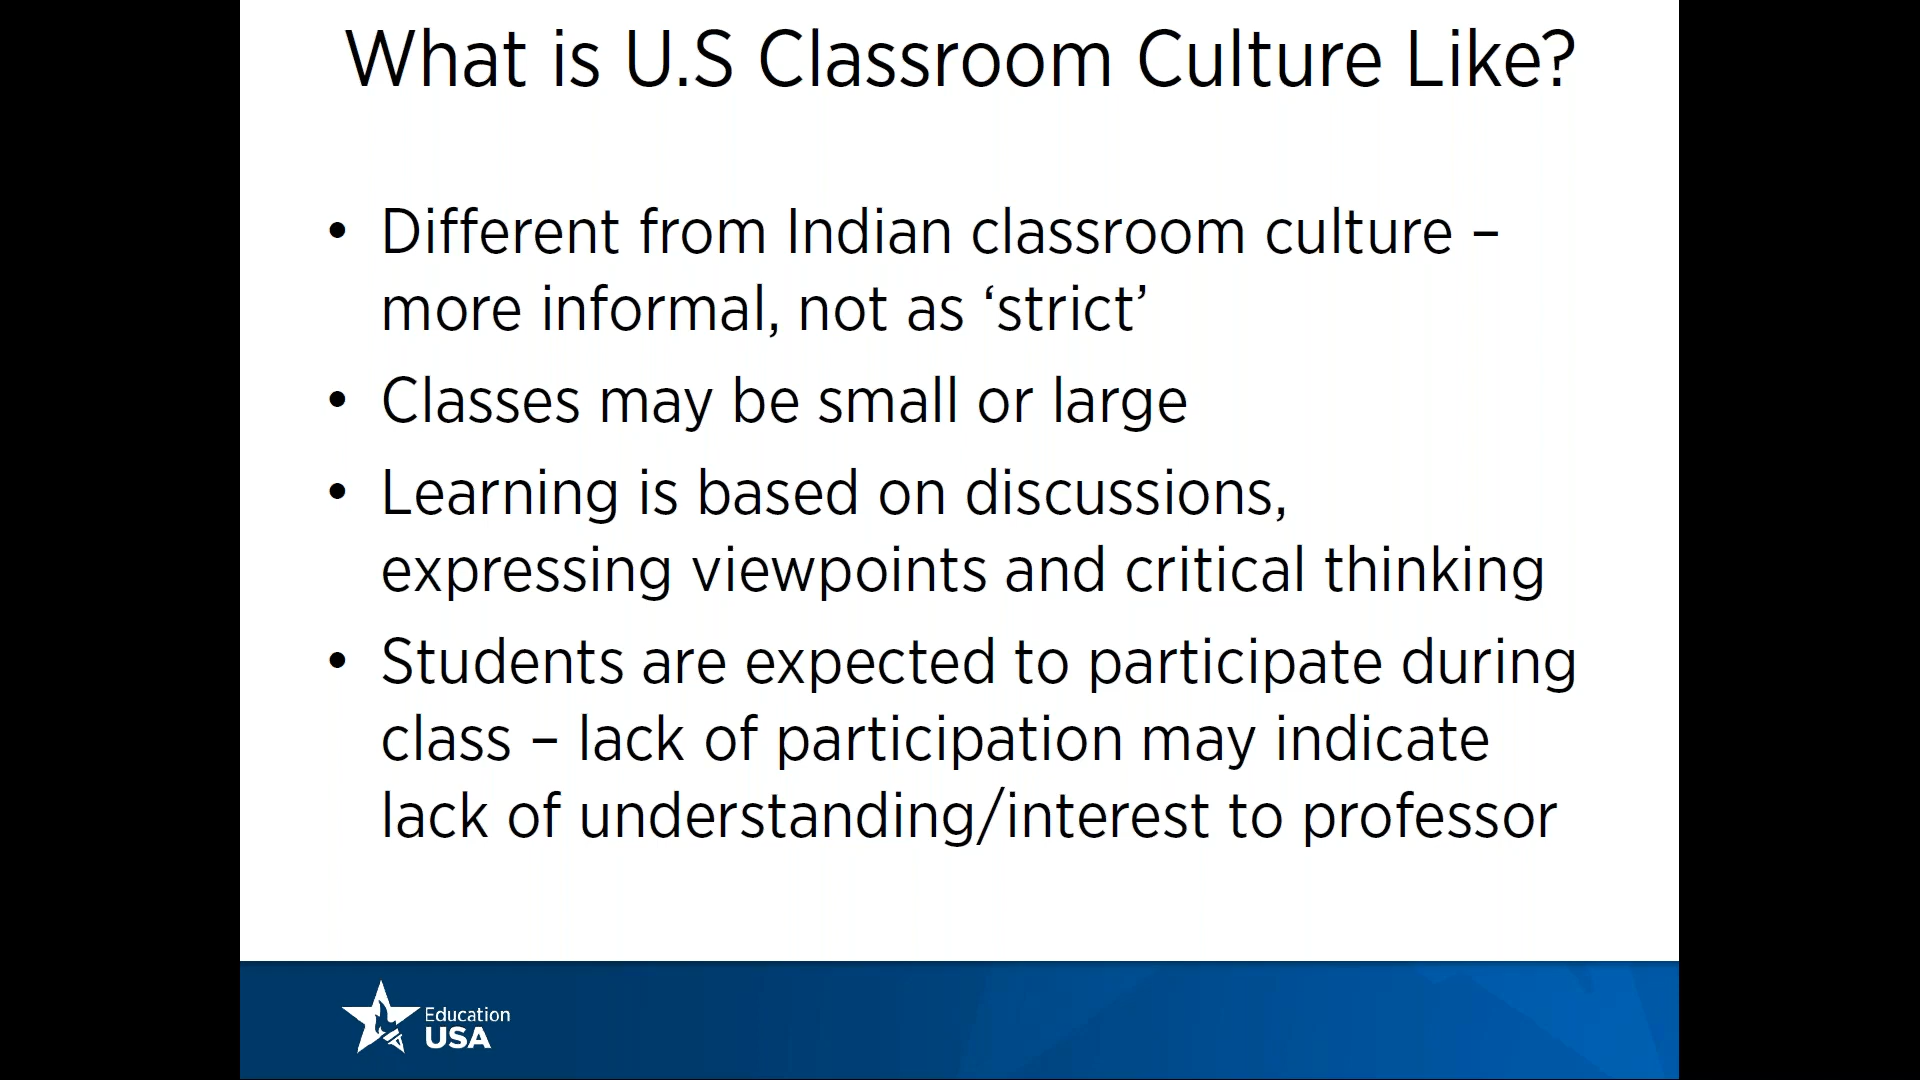 What is U.S Classroom Culture Like?
• Different from Indian classroom culture –
more informal, not as ‘strict’
• Classes may be small or large
• Learning is based on discussions,
expressing viewpoints and critical thinking
• Students are expected to participate during
class – lack of participation may indicate
lack of understanding/interest to professor
Education
USA